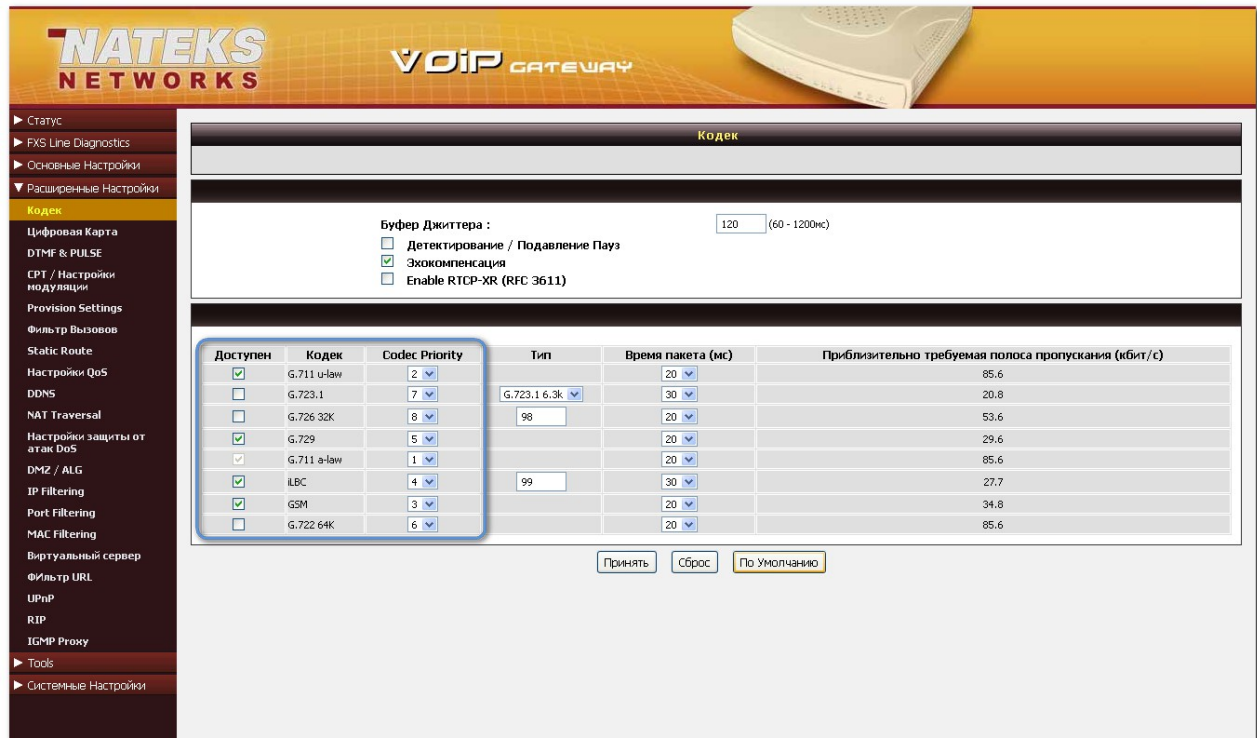 NATEKS
NETWORKS
VOiP GATEWAY
Статус
FXS Line Diagnostics
Основные Настройки
Расширенные Настройки
Кодек
Цифровая Карта
DTMF & PULSE
CPT / Настройки
модуляции
Provision Settings
Фильтр Вызовов
Static Route
Настройки QoS
DDNS
NAT Traversal
Настройки защиты от
атак DoS
DMZ / ALG
IP Filtering
Port Filtering
MAC Filtering
Виртуальный сервер
ФИльтр URL
UPnP
RIP
IGMP Proxy
Tools
Системные Настройки
Кодек
Буфер Джиттера : 120 (60 - 1200мс)
Детектирование / Подавление Пауз
Эхокомпенсация
Enable RTCP-XR (RFC 3611)
Доступен Кодек Codec Priority Тип Время пакета (мс) Приблизительно требуемая полоса пропускания (кбит/с)
G.711 u-law 2 20 85.6
G.723.1 7 G.723.1 6.3k 30 20.8
G.726 32K 8 98 20 53.6
G.729 5 20 29.6
G.711 a-law 1 20 85.6
iLBC 4 99 30 27.7
GSM 3 20 34.8
G.722 64K 6 20 85.6
Принять Сброс По Умолчанию